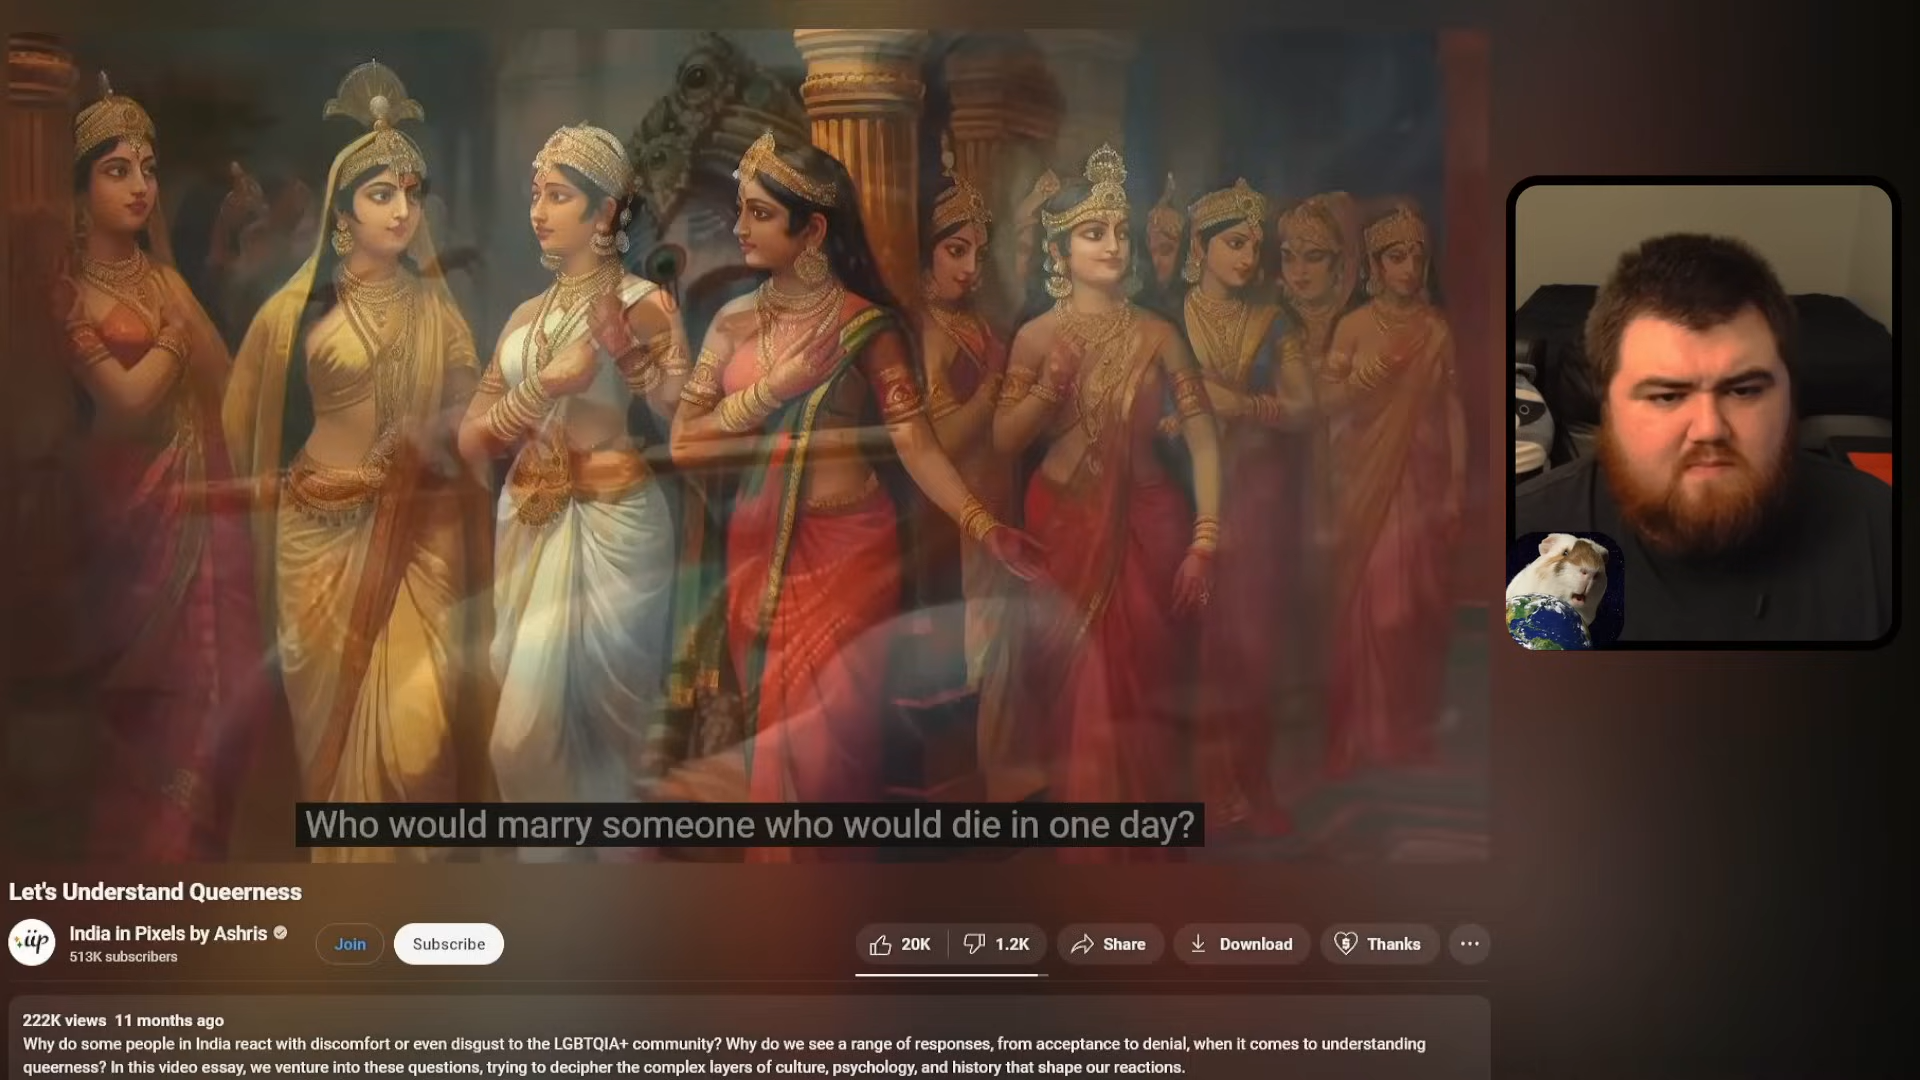 Who would marry someone who would die in one day?
Let's Understand Queerness
iip
India in Pixels by Ashris
513K subscribers
Join
Subscribe
20K
1.2K
Share
Download
Thanks
222K views 11 months ago
Why do some people in India react with discomfort or even disgust to the LGBTQIA+ community? Why do we see a range of responses, from acceptance to denial, when it comes to understanding
queerness? In this video essay, we venture into these questions, trying to decipher the complex layers of culture, psychology, and history that shape our reactions.